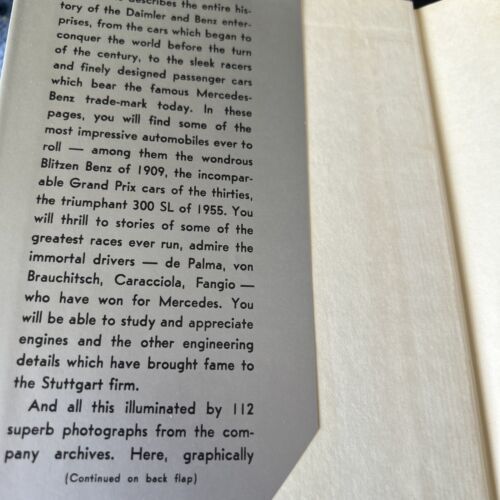 describes the entire his-
tory of the Daimler and Benz enter-
prises, from the cars which began to
conquer the world before the turn
of the century, to the sleek racers
and finely designed passenger cars
which bear the famous Mercedes-
Benz trade-mark today. In these
pages, you will find some of the
most impressive automobiles ever to
roll — among them the wondrous
Blitzen Benz of 1909, the incompar-
able Grand Prix cars of the thirties,
the triumphant 300 SL of 1955. You
will thrill to stories of some of the
greatest races ever run, admire the
immortal drivers — de Palma, von
Brauchitsch, Caracciola, Fangio —
who have won for Mercedes. You
will be able to study and appreciate
engines and the other engineering
details which have brought fame to
the Stuttgart firm.
And all this illuminated by 112
superb photographs from the com-
pany archives. Here, graphically
(Continued on back flap)